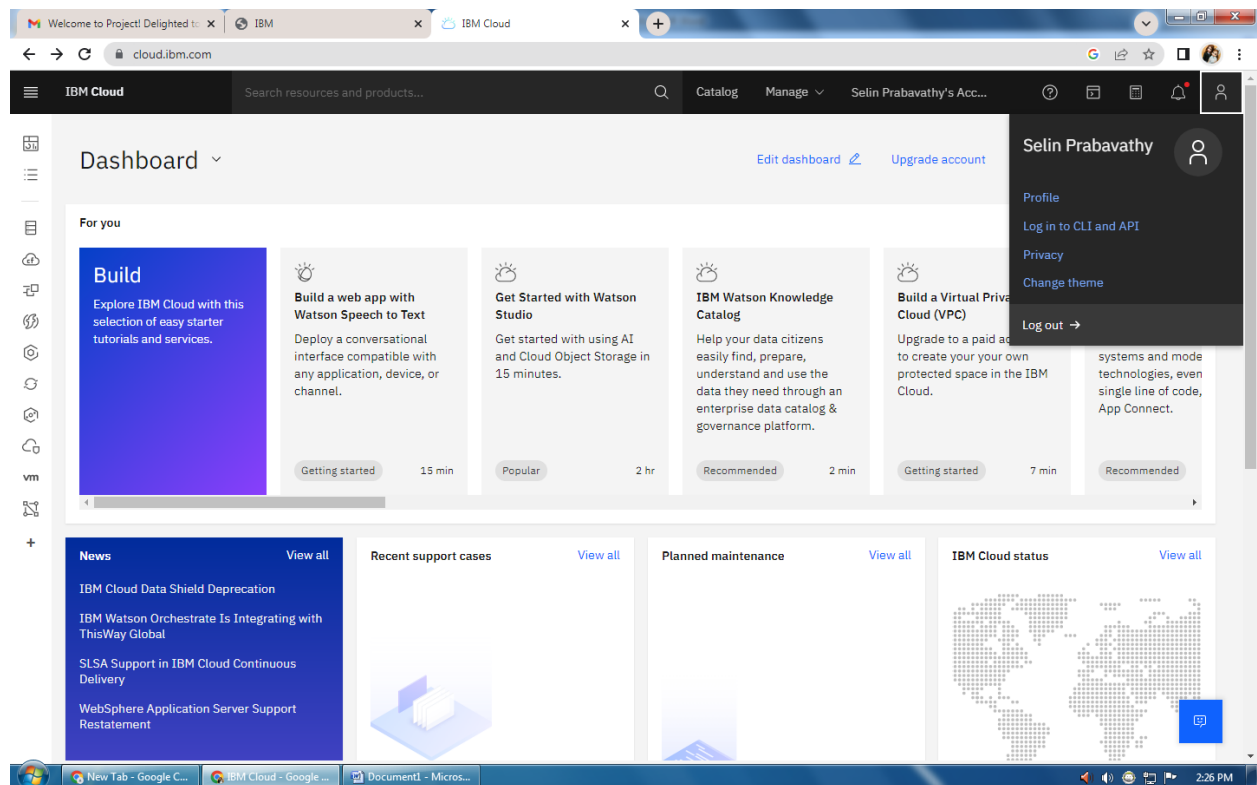 Welcome to Project! Delighted to
IBM
IBM Cloud
cloud.ibm.com
IBM Cloud
Search resources and products...
Catalog
Manage
Selin Prabavathy's Acc...
Dashboard
Edit dashboard
Upgrade account
Selin Prabavathy
Profile
Log in to CLI and API
Privacy
Change theme
Log out →
For you
Build
Explore IBM Cloud with this
selection of easy starter
tutorials and services.
Build a web app with
Watson Speech to Text
Deploy a conversational
interface compatible with
any application, device, or
channel.
Getting started
15 min
Get Started with Watson
Studio
Get started with using AI
and Cloud Object Storage in
15 minutes.
Popular
2 hr
IBM Watson Knowledge
Catalog
Help your data citizens
easily find, prepare,
understand and use the
data they need through an
enterprise data catalog &
governance platform.
Recommended
2 min
Build a Virtual Priva
Cloud (VPC)
Upgrade to a paid ac
to create your your own
protected space in the IBM
Cloud.
Getting started
7 min
systems and mode
technologies, even
single line of code,
App Connect.
Recommended
vm
News
View all
IBM Cloud Data Shield Deprecation
IBM Watson Orchestrate Is Integrating with
ThisWay Global
SLSA Support in IBM Cloud Continuous
Delivery
WebSphere Application Server Support
Restatement
Recent support cases
View all
Planned maintenance
View all
IBM Cloud status
View all
New Tab - Google C...
IBM Cloud - Google ...
Document1 - Micros...
2:26 PM